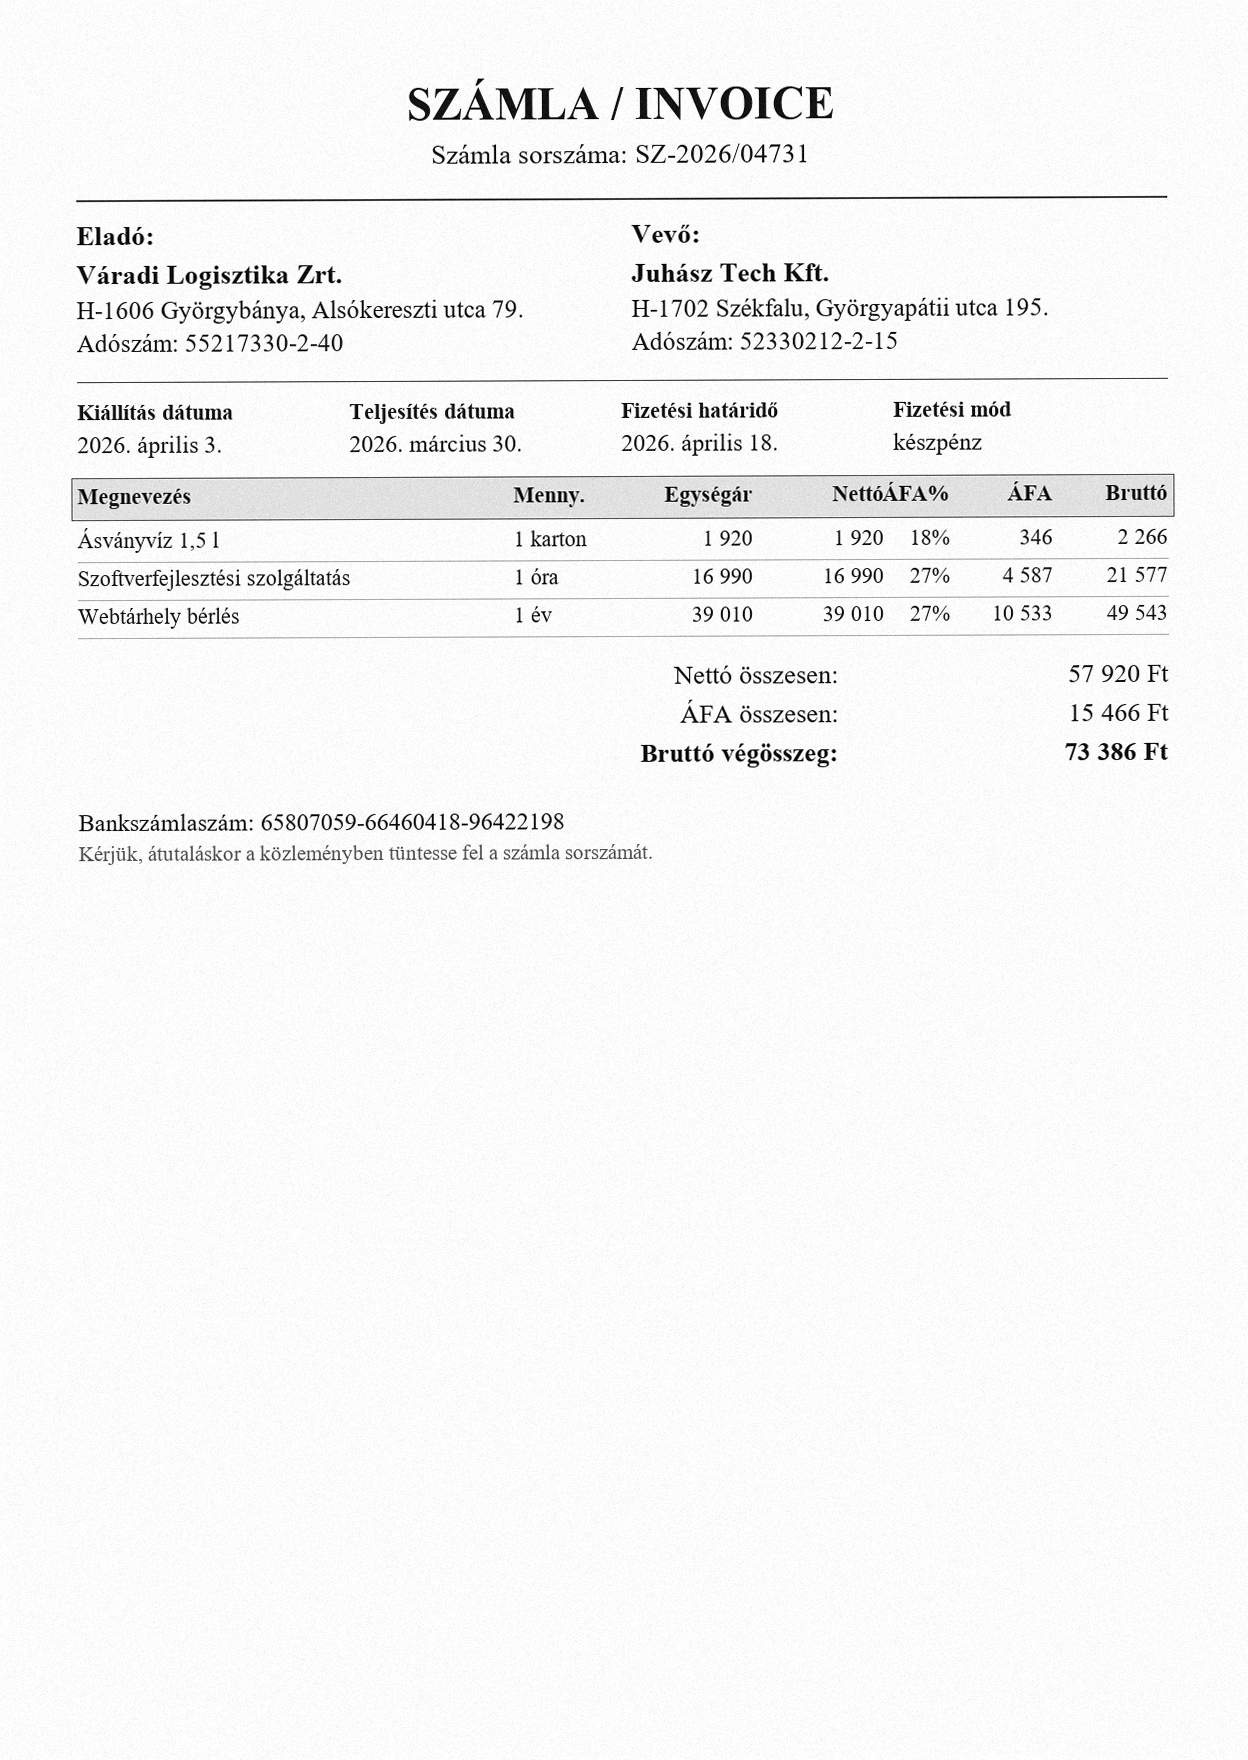 SZÁMLA / INVOICE
Számla sorszáma: SZ-2026/04731
Eladó:
Váradi Logisztika Zrt.
H-1606 Györgybánya, Alsókereszti utca 79.
Adószám: 55217330-2-40
Vevő:
Juhász Tech Kft.
H-1702 Székfalu, Györgyapátii utca 195.
Adószám: 52330212-2-15
Kiállítás dátuma Teljesítés dátuma Fizetési határidő Fizetési mód
2026. április 3. 2026. március 30. 2026. április 18. készpénz
Megnevezés Menny. Egységár Nettó ÁFA% ÁFA Bruttó
Ásványvíz 1,5 l 1 karton 1 920 1 920 18% 346 2 266
Szoftverfejlesztési szolgáltatás 1 óra 16 990 16 990 27% 4 587 21 577
Webtárhely bérlés 1 év 39 010 39 010 27% 10 533 49 543
Nettó összesen: 57 920 Ft
ÁFA összesen: 15 466 Ft
Bruttó végösszeg: 73 386 Ft
Bankszámlaszám: 65807059-66460418-96422198
Kérjük, átutaláskor a közleményben tüntesse fel a számla sorszámát.